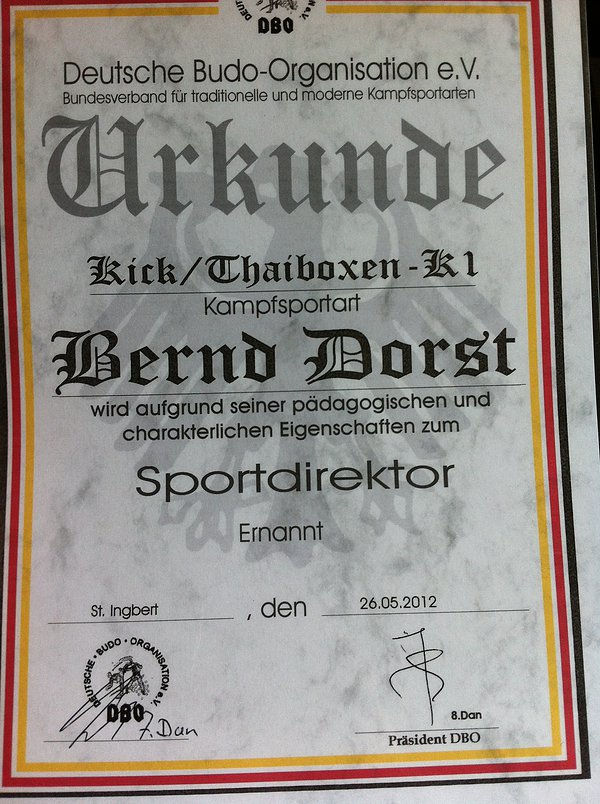 DBO
Deutsche Budo-Organisation e.V.
Bundesverband für traditionelle und moderne Kampfsportarten
Urkunde
Kick/Thaiboxen-K1
Kampfsportart
Bernd Dorst
wird aufgrund seiner pädagogischen und
charakterlichen Eigenschaften zum
Sportdirektor
Ernannt
St. Ingbert , den 26.05.2012
DEUTSCHE • BUDO • ORGANISATION e.V.
DBO
7. Dan
8.Dan
Präsident DBO